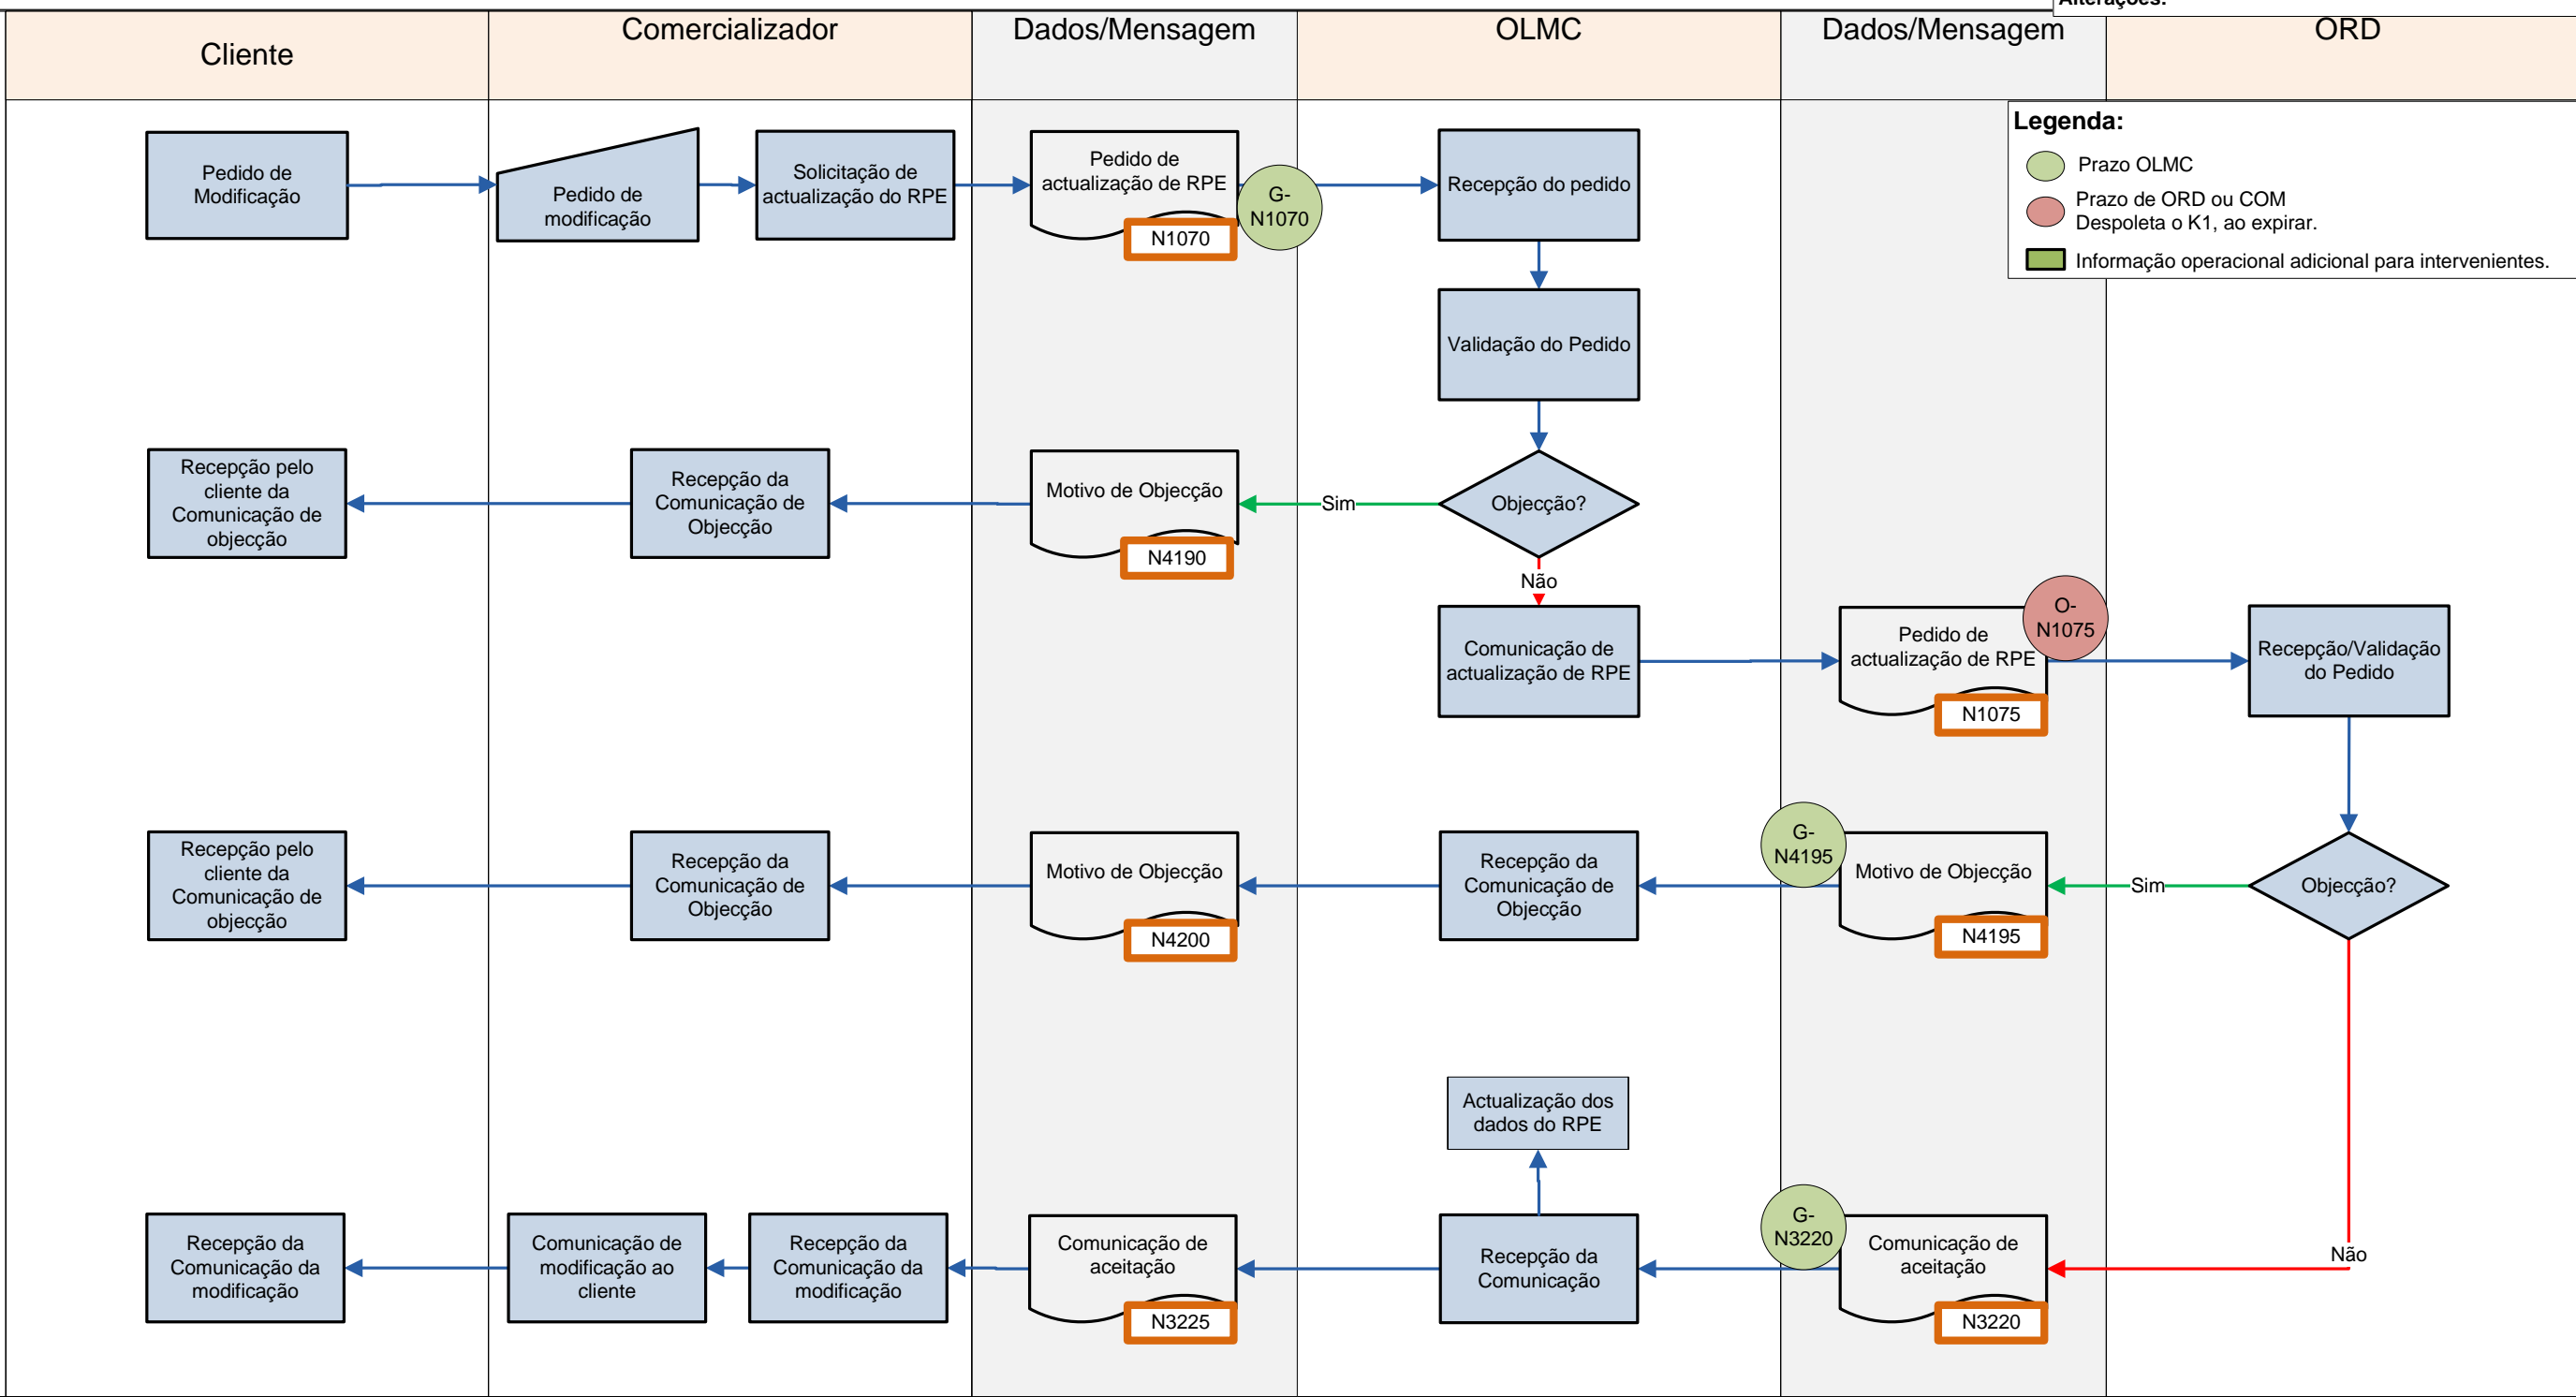 Alterações:
Cliente
Comercializador
Dados/Mensagem
OLMC
Dados/Mensagem
ORD
Legenda:
Prazo OLMC
Prazo de ORD ou COM
Despoleta o K1, ao expirar.
Informação operacional adicional para intervenientes.
Pedido de
Modificação
Pedido de
modificação
Solicitação de
actualização do RPE
Pedido de
actualização de RPE
N1070
G-
N1070
Recepção do pedido
Validação do Pedido
Recepção pelo
cliente da
Comunicação de
objecção
Recepção da
Comunicação de
Objecção
Motivo de Objecção
N4190
Sim
Objecção?
Não
Comunicação de
actualização de RPE
Pedido de
actualização de RPE
N1075
O-
N1075
Recepção/Validação
do Pedido
Recepção pelo
cliente da
Comunicação de
objecção
Recepção da
Comunicação de
Objecção
Motivo de Objecção
N4200
Recepção da
Comunicação de
Objecção
G-
N4195
Motivo de Objecção
N4195
Sim
Objecção?
Actualização dos
dados do RPE
Recepção da
Comunicação da
modificação
Comunicação de
modificação ao
cliente
Recepção da
Comunicação da
modificação
Comunicação de
aceitação
N3225
Recepção da
Comunicação
G-
N3220
Comunicação de
aceitação
N3220
Não